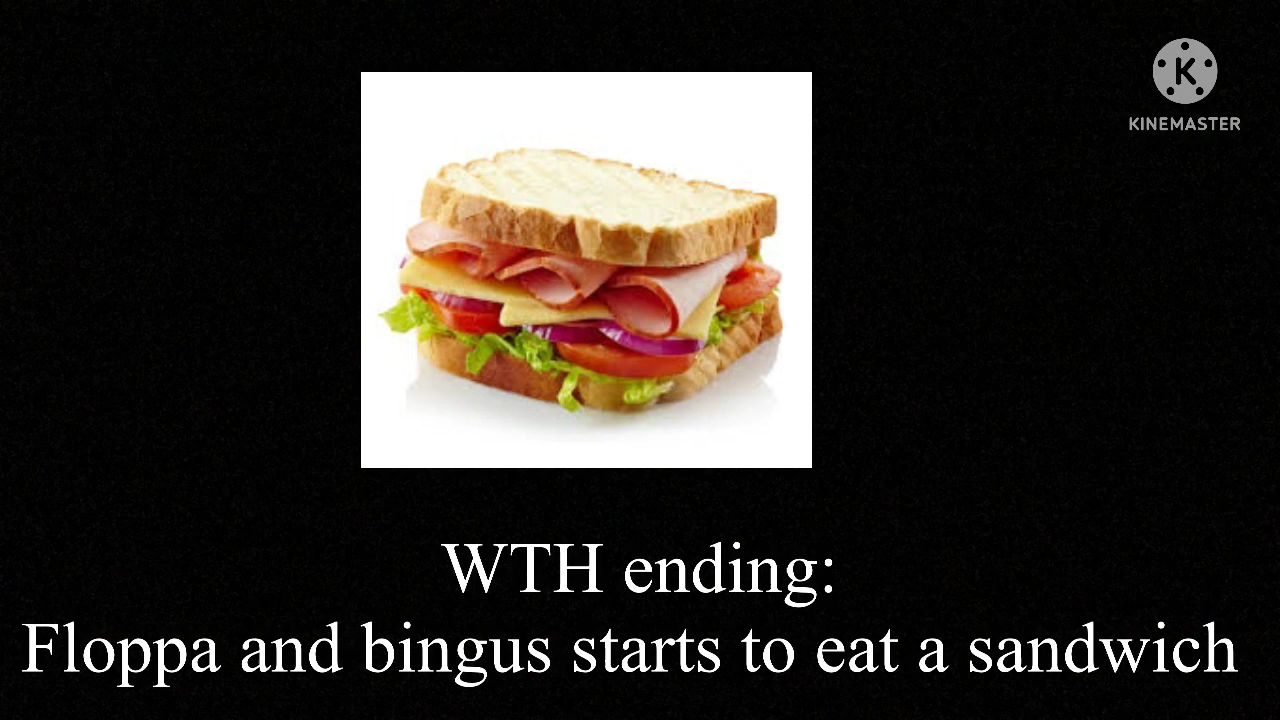 K
KINEMASTER
WTH ending:
Floppa and bingus starts to eat a sandwich